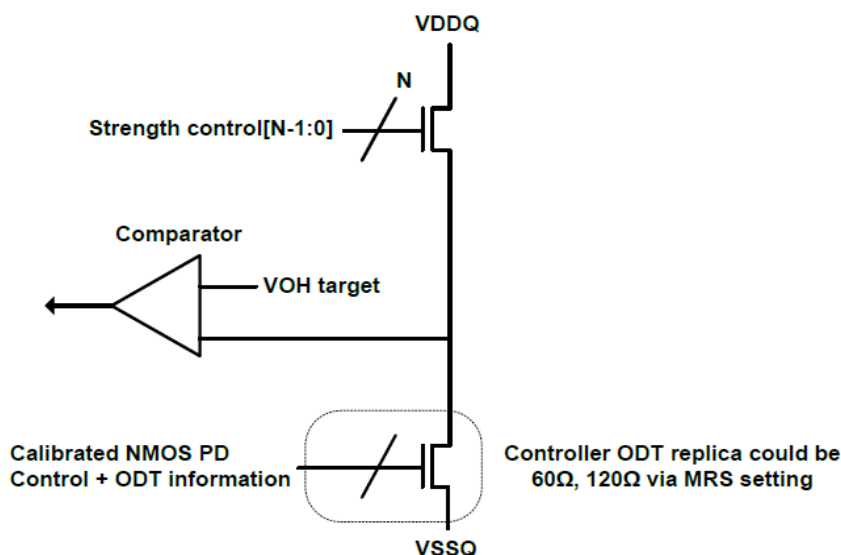 VDDQ
N
Strength control[N-1:0]
Comparator
VOH target
Calibrated NMOS PD
Control + ODT information
Controller ODT replica could be
60Ω, 120Ω via MRS setting
VSSQ